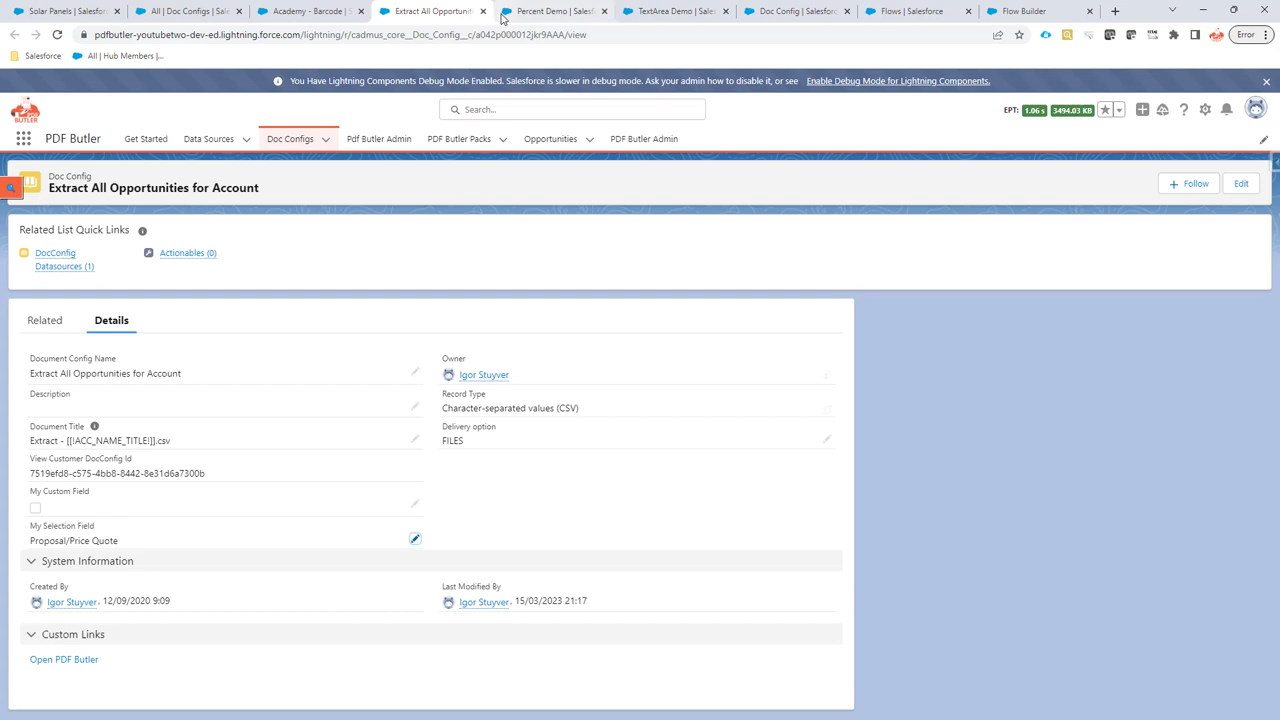 Solar Panels | Salesfor
All | Doc Configs | Sale
Academy - Barcode | S
Extract All Opportuniti
Percent Demo | Salesfo
TextArea Demo | Salesf
Doc Config | Salesforc
Flows | Salesforce
Flow Builder
pdfbutler-youtubetwo-dev-ed.lightning.force.com/lightning/r/cadmus_core__Doc_Config__c/a042p000012jkr9AAA/view
Error
Salesforce
All | Hub Members |...
You Have Lightning Components Debug Mode Enabled. Salesforce is slower in debug mode. Ask your admin how to disable it, or see Enable Debug Mode for Lightning Components.
PDF BUTLER
Search...
EPT: 1.06 s 3494.03 KB
PDF Butler
Get Started
Data Sources
Doc Configs
Pdf Butler Admin
PDF Butler Packs
Opportunities
PDF Butler Admin
Doc Config
Extract All Opportunities for Account
Follow
Edit
Related List Quick Links
DocConfig
Datasources (1)
Actionables (0)
Related
Details
Document Config Name
Extract All Opportunities for Account
Owner
Igor Stuyver
Description
Record Type
Character-separated values (CSV)
Document Title
Extract - [[!ACC_NAME_TITLE!]].csv
Delivery option
FILES
View Customer DocConfig Id
7519efd8-c575-4bb8-8442-8e31d6a7300b
My Custom Field
My Selection Field
Proposal/Price Quote
System Information
Created By
Igor Stuyver, 12/09/2020 9:09
Last Modified By
Igor Stuyver, 15/03/2023 21:17
Custom Links
Open PDF Butler